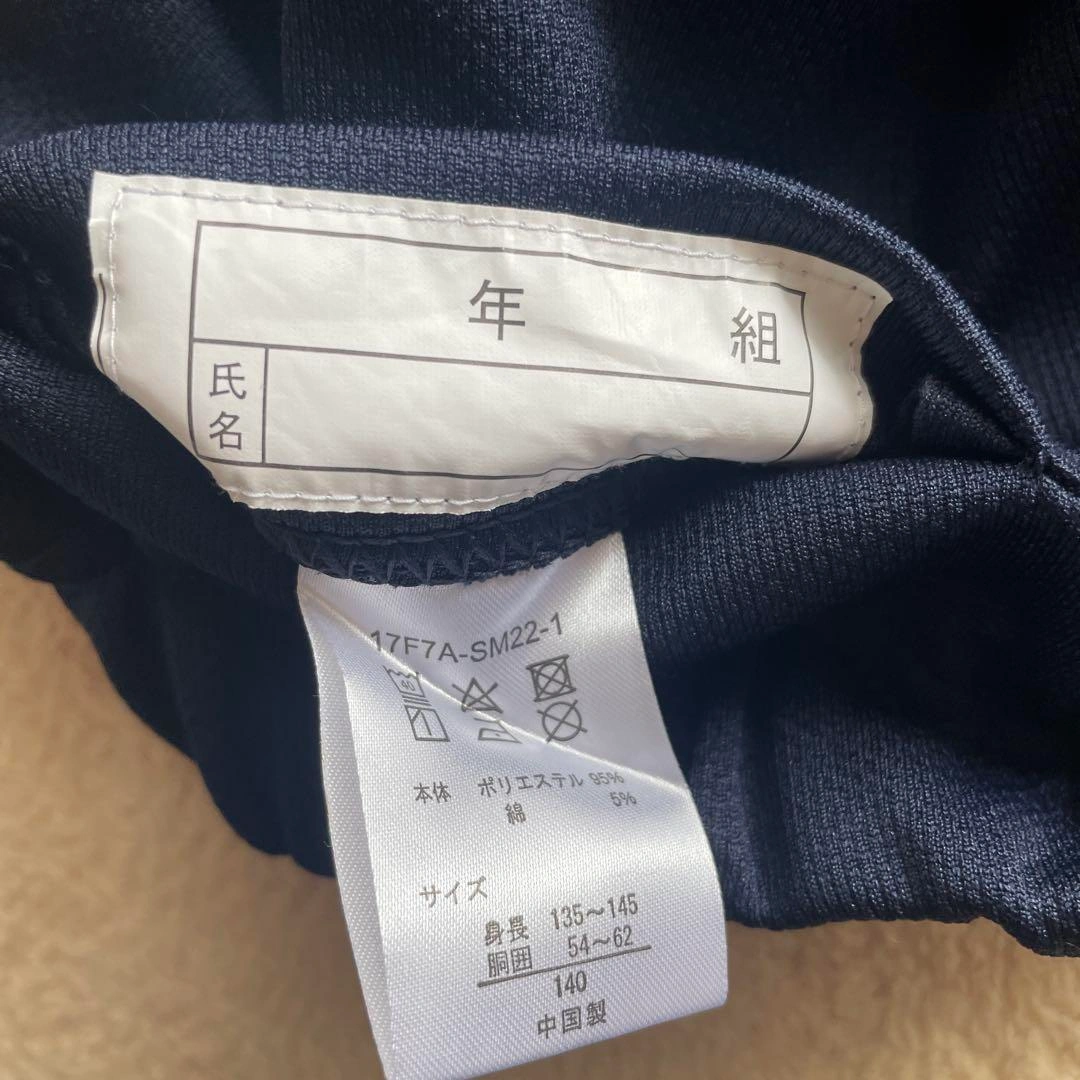 年 組
氏名
17F7A-SM22-1
本体 ポリエステル 95%
綿 5%
サイズ
身長 135〜145
胴囲 54〜62
140
中国製